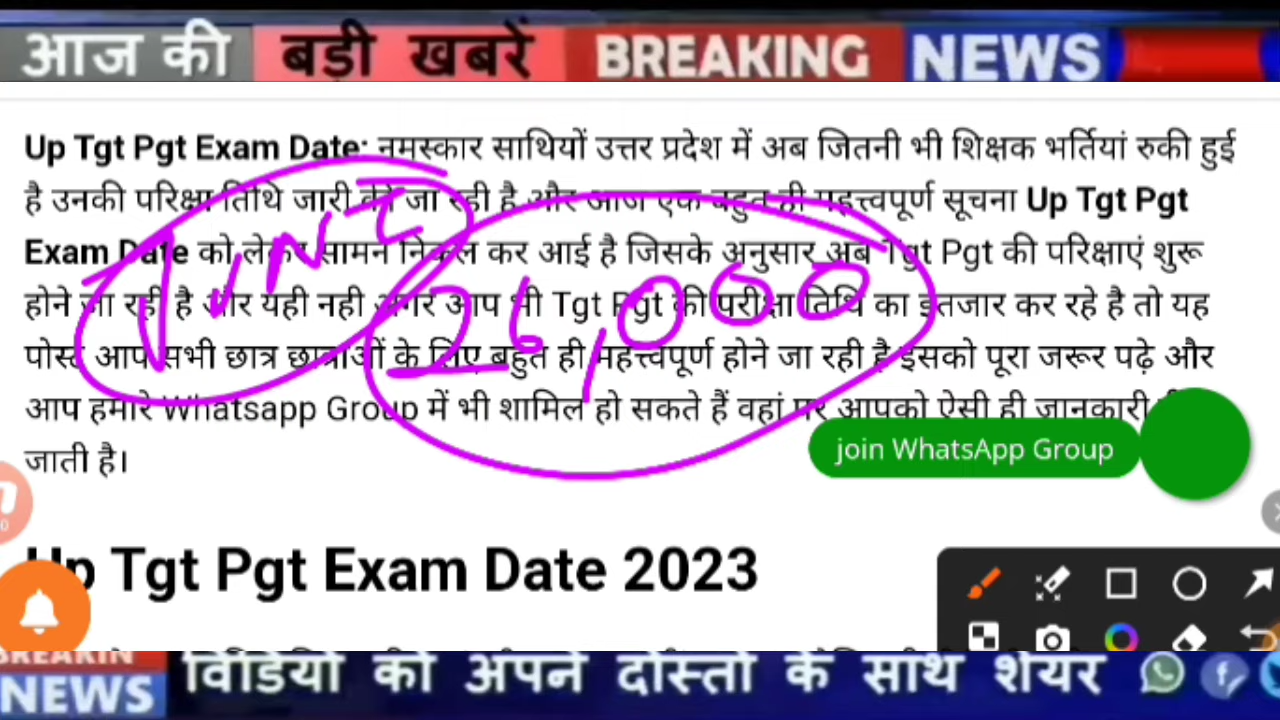 आज की बड़ी खबरें BREAKING NEWS
Up Tgt Pgt Exam Date: नमस्कार साथियों उत्तर प्रदेश में अब जितनी भी शिक्षक भर्तियां रुकी हुई
है उनकी परिक्षा तिथि जारी की जा रही है और आज एक बहुत ही महत्त्वपूर्ण सूचना Up Tgt Pgt
Exam Date को लेकर सामने निकल कर आई है जिसके अनुसार अब Tgt Pgt की परिक्षाएं शुरू
होने जा रही है और यही नही अगर आप भी Tgt Pgt की परीक्षा तिथि का इंतजार कर रहे है तो यह
पोस्ट आप सभी छात्र छात्राओं के लिए बहुत ही महत्त्वपूर्ण होने जा रही है इसको पूरा जरूर पढ़े और
आप हमारे Whatsapp Group में भी शामिल हो सकते हैं वहां पर आपको ऐसी ही जानकारी
जाती है।
26,000
join WhatsApp Group
Up Tgt Pgt Exam Date 2023
BREAKIN
NEWS
विडियो को अपने दोस्तो के साथ शेयर